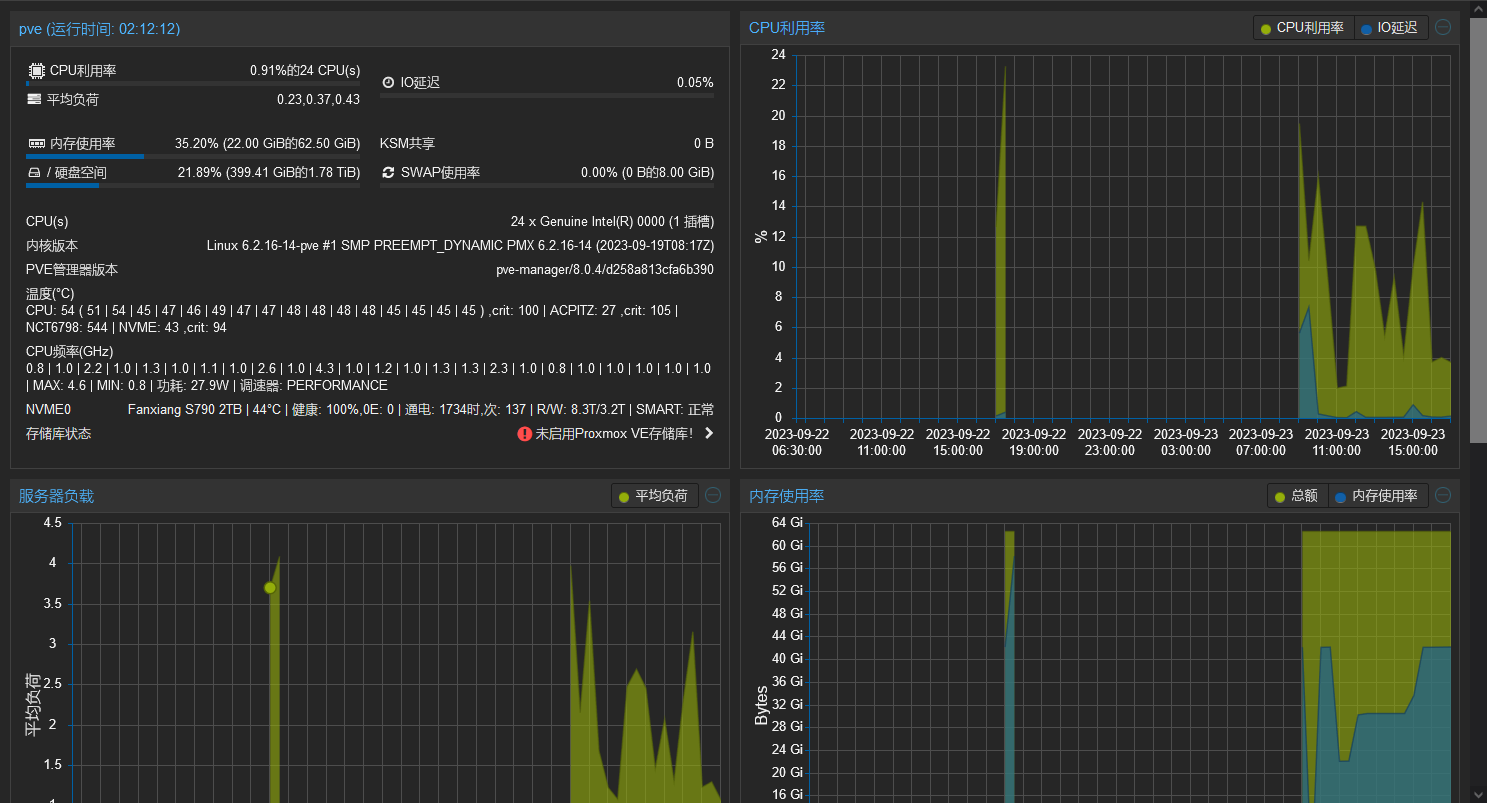 pve (运行时间: 02:12:12)
CPU利用率 0.91%的24 CPU(s)
IO延迟 0.05%
平均负荷 0.23,0.37,0.43
内存使用率 35.20% (22.00 GiB的62.50 GiB)
KSM共享 0 B
/ 硬盘空间 21.89% (399.41 GiB的1.78 TiB)
SWAP使用率 0.00% (0 B的8.00 GiB)
CPU(s) 24 x Genuine Intel(R) 0000 (1 插槽)
内核版本 Linux 6.2.16-14-pve #1 SMP PREEMPT_DYNAMIC PMX 6.2.16-14 (2023-09-19T08:17Z)
PVE管理器版本 pve-manager/8.0.4/d258a813cfa6b390
温度(°C)
CPU: 54 ( 51 | 54 | 45 | 47 | 46 | 49 | 47 | 47 | 48 | 48 | 48 | 48 | 45 | 45 | 45 | 45 ) ,crit: 100 | ACPITZ: 27 ,crit: 105 |
NCT6798: 544 | NVME: 43 ,crit: 94
CPU频率(GHz)
0.8 | 1.0 | 2.2 | 1.0 | 1.3 | 1.0 | 1.1 | 1.0 | 2.6 | 1.0 | 4.3 | 1.0 | 1.2 | 1.0 | 1.3 | 1.3 | 2.3 | 1.0 | 0.8 | 1.0 | 1.0 | 1.0 | 1.0 | 1.0
| MAX: 4.6 | MIN: 0.8 | 功耗: 27.9W | 调速器: PERFORMANCE
NVME0 Fanxiang S790 2TB | 44°C | 健康: 100%,0E: 0 | 通电: 1734时,次: 137 | R/W: 8.3T/3.2T | SMART: 正常
存储库状态 未启用Proxmox VE存储库!
CPU利用率
CPU利用率 IO延迟
24
22
20
18
16
14
12
10
8
6
4
2
0
%
2023-09-22 2023-09-22 2023-09-22 2023-09-22 2023-09-22 2023-09-23 2023-09-23 2023-09-23 2023-09-23
06:30:00 11:00:00 15:00:00 19:00:00 23:00:00 03:00:00 07:00:00 11:00:00 15:00:00
服务器负载
平均负荷
4.5
4
3.5
3
2.5
2
1.5
1
平均负荷
内存使用率
总额 内存使用率
64 Gi
60 Gi
56 Gi
52 Gi
48 Gi
44 Gi
40 Gi
36 Gi
32 Gi
28 Gi
24 Gi
20 Gi
16 Gi
Bytes